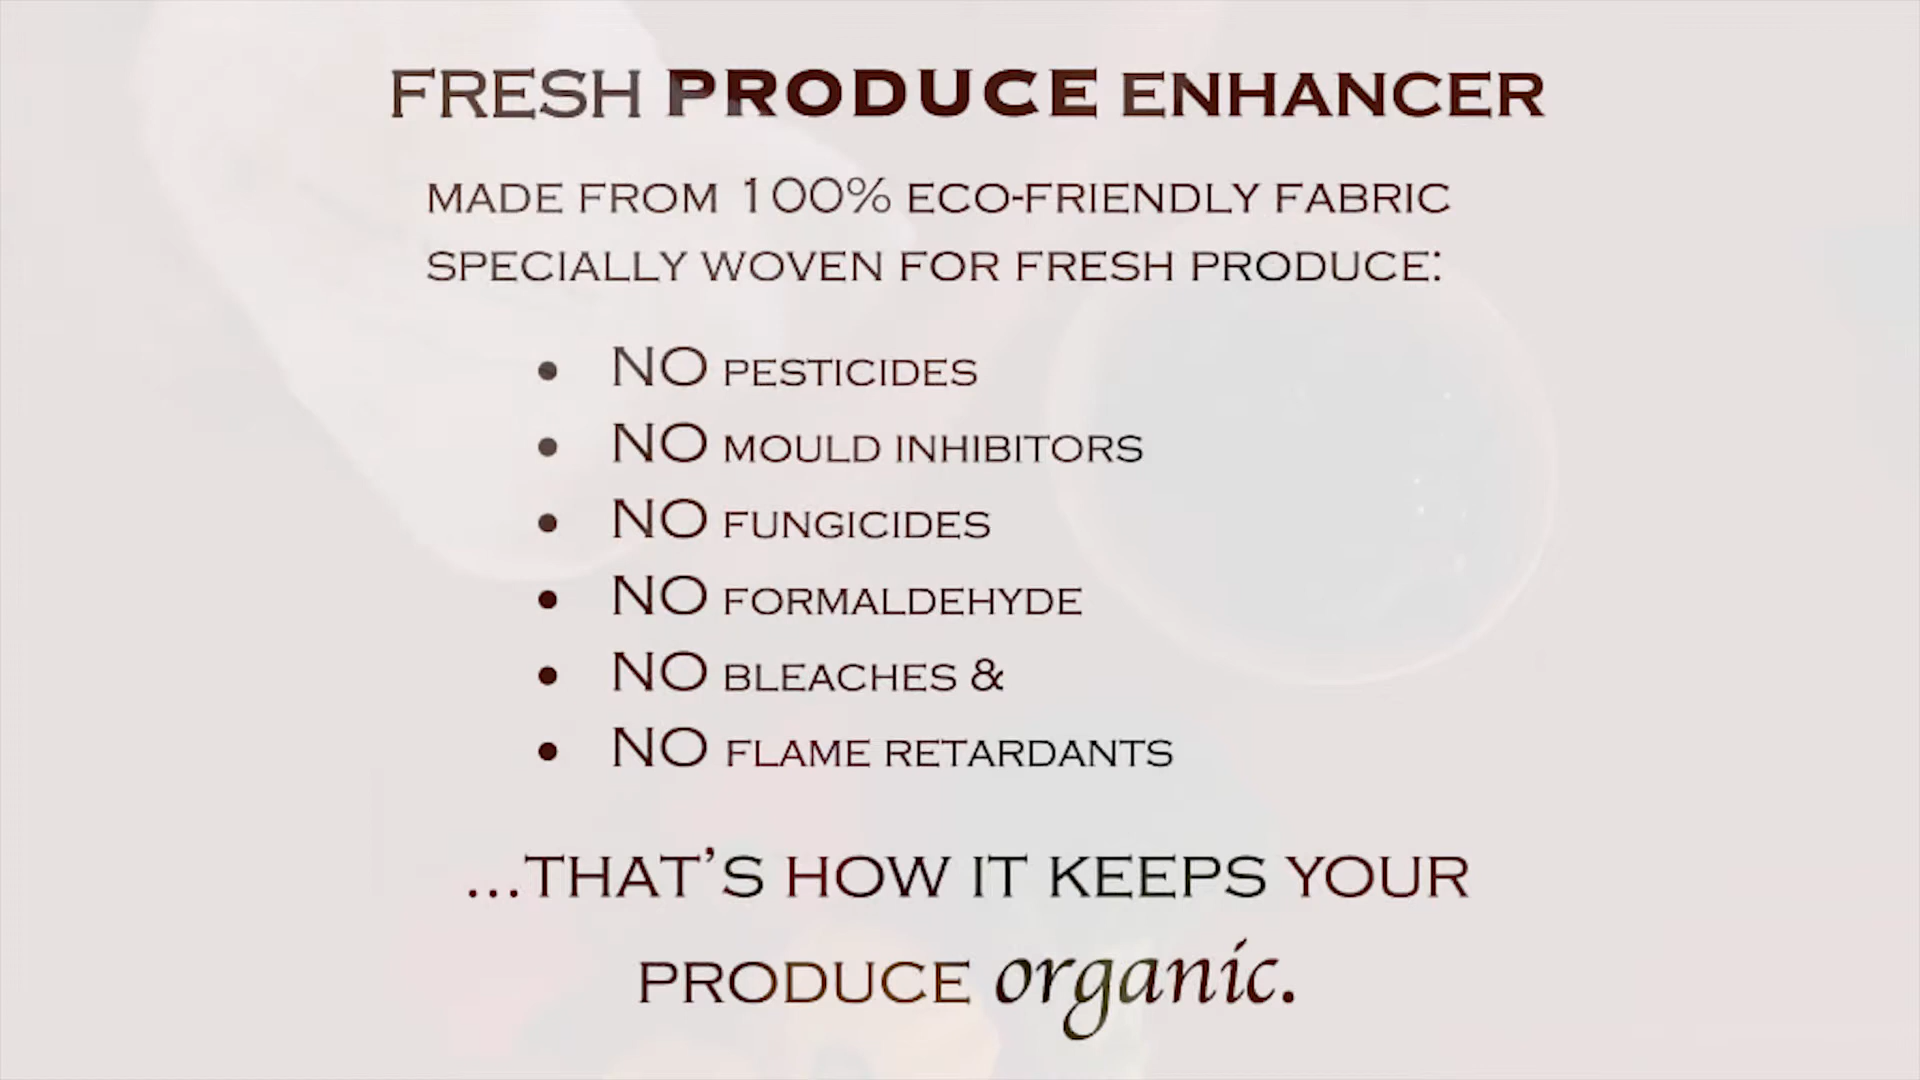 FRESH PRODUCE ENHANCER
MADE FROM 100% ECO-FRIENDLY FABRIC
SPECIALLY WOVEN FOR FRESH PRODUCE:
• NO PESTICIDES
• NO MOULD INHIBITORS
• NO FUNGICIDES
• NO FORMALDEHYDE
• NO BLEACHES &
• NO FLAME RETARDANTS
...THAT'S HOW IT KEEPS YOUR
PRODUCE organic.